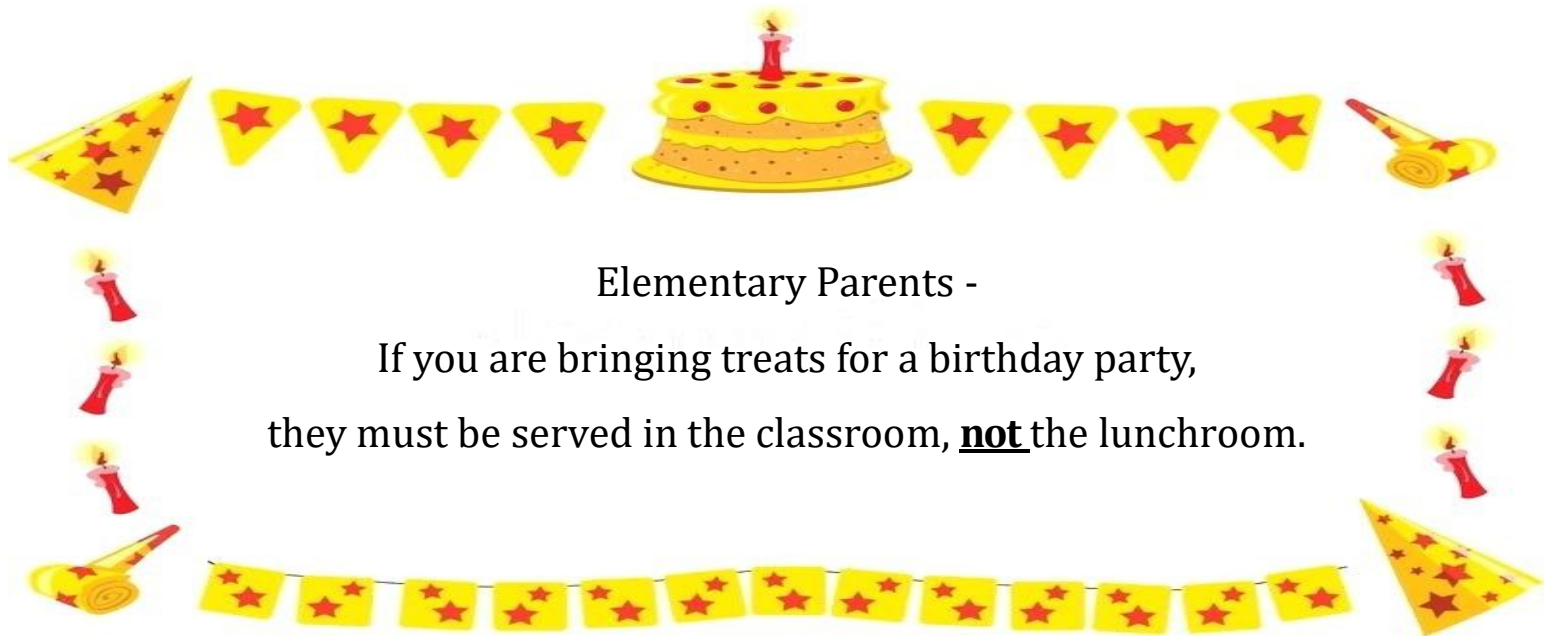 Elementary Parents -
If you are bringing treats for a birthday party,
they must be served in the classroom, not the lunchroom.